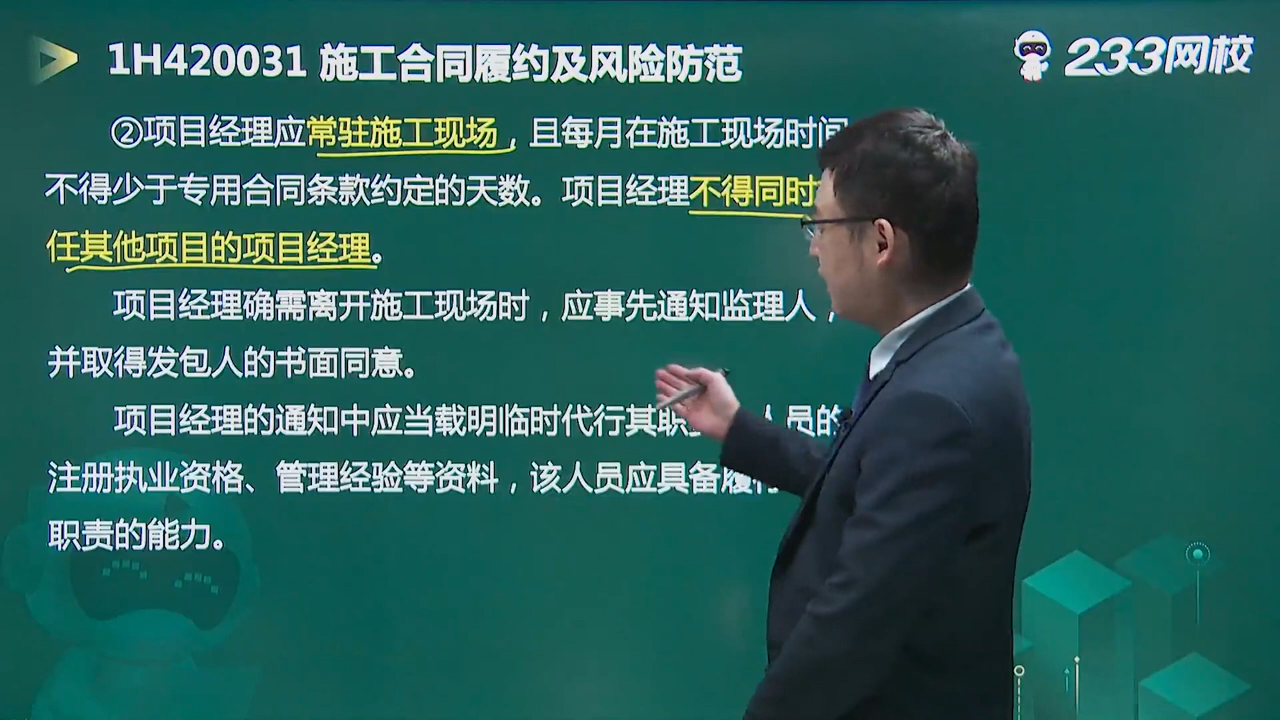 1H420031 施工合同履约及风险防范
233网校
②项目经理应常驻施工现场，且每月在施工现场时间
不得少于专用合同条款约定的天数。项目经理不得同时
任其他项目的项目经理。
项目经理确需离开施工现场时，应事先通知监理人，
并取得发包人的书面同意。
项目经理的通知中应当载明临时代行其职 人员的
注册执业资格、管理经验等资料，该人员应具备履
职责的能力。